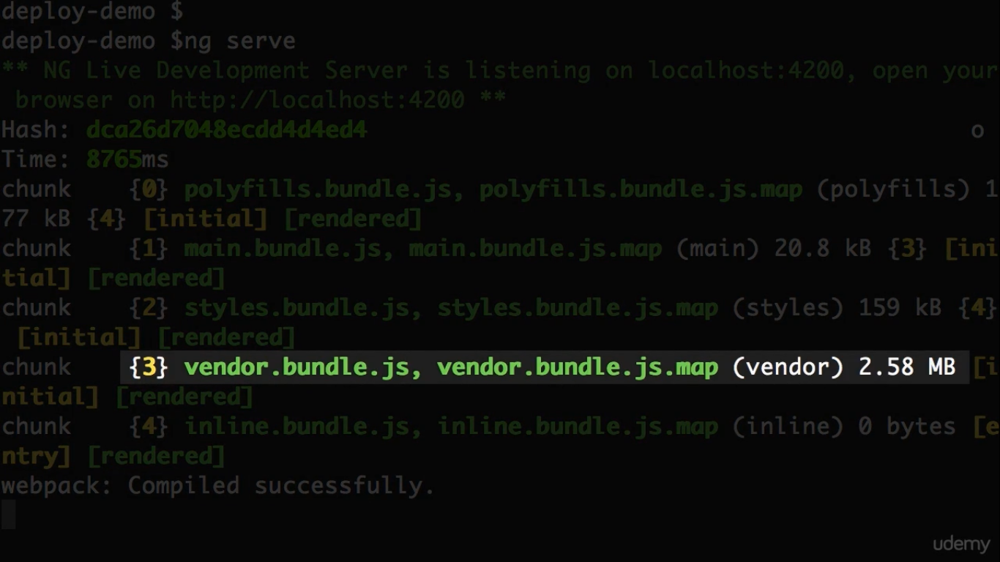 deploy-demo $
deploy-demo $ng serve
** NG Live Development Server is listening on localhost:4200, open your
 browser on http://localhost:4200 **
Hash: dca26d7048ecdd4d4ed4 o
Time: 8765ms
chunk    {0} polyfills.bundle.js, polyfills.bundle.js.map (polyfills) 1
77 kB {4} [initial] [rendered]
chunk    {1} main.bundle.js, main.bundle.js.map (main) 20.8 kB {3} [ini
tial] [rendered]
chunk    {2} styles.bundle.js, styles.bundle.js.map (styles) 159 kB {4}
 [initial] [rendered]
chunk    {3} vendor.bundle.js, vendor.bundle.js.map (vendor) 2.58 MB [i
nitial] [rendered]
chunk    {4} inline.bundle.js, inline.bundle.js.map (inline) 0 bytes [e
ntry] [rendered]
webpack: Compiled successfully.
udemy